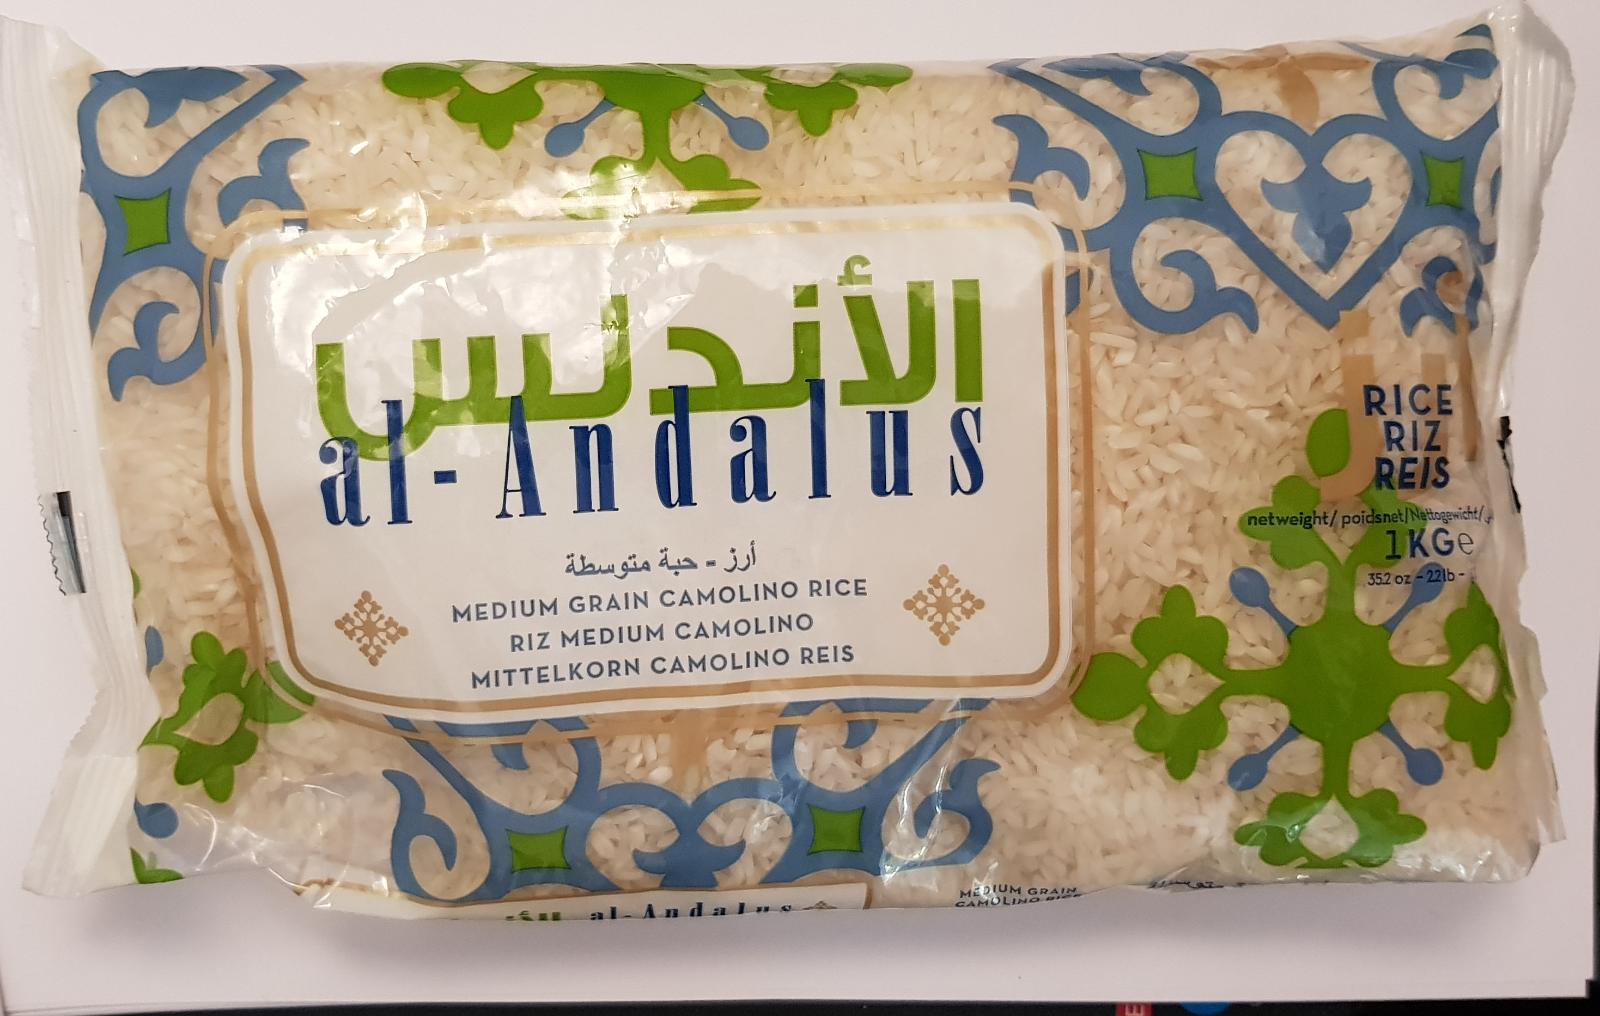 الأندلس
al-Andalus
أرز - حبة متوسطة
MEDIUM GRAIN CAMOLINO RICE
RIZ MEDIUM CAMOLINO
MITTELKORN CAMOLINO REIS
RICE
RIZ
REIS
netweight/ poidsnet/Nettogewicht/
1KGe
35.2 oz - 2.2lb -
al-Andalus
MEDIUM GRAIN
CAMOLINO RICE